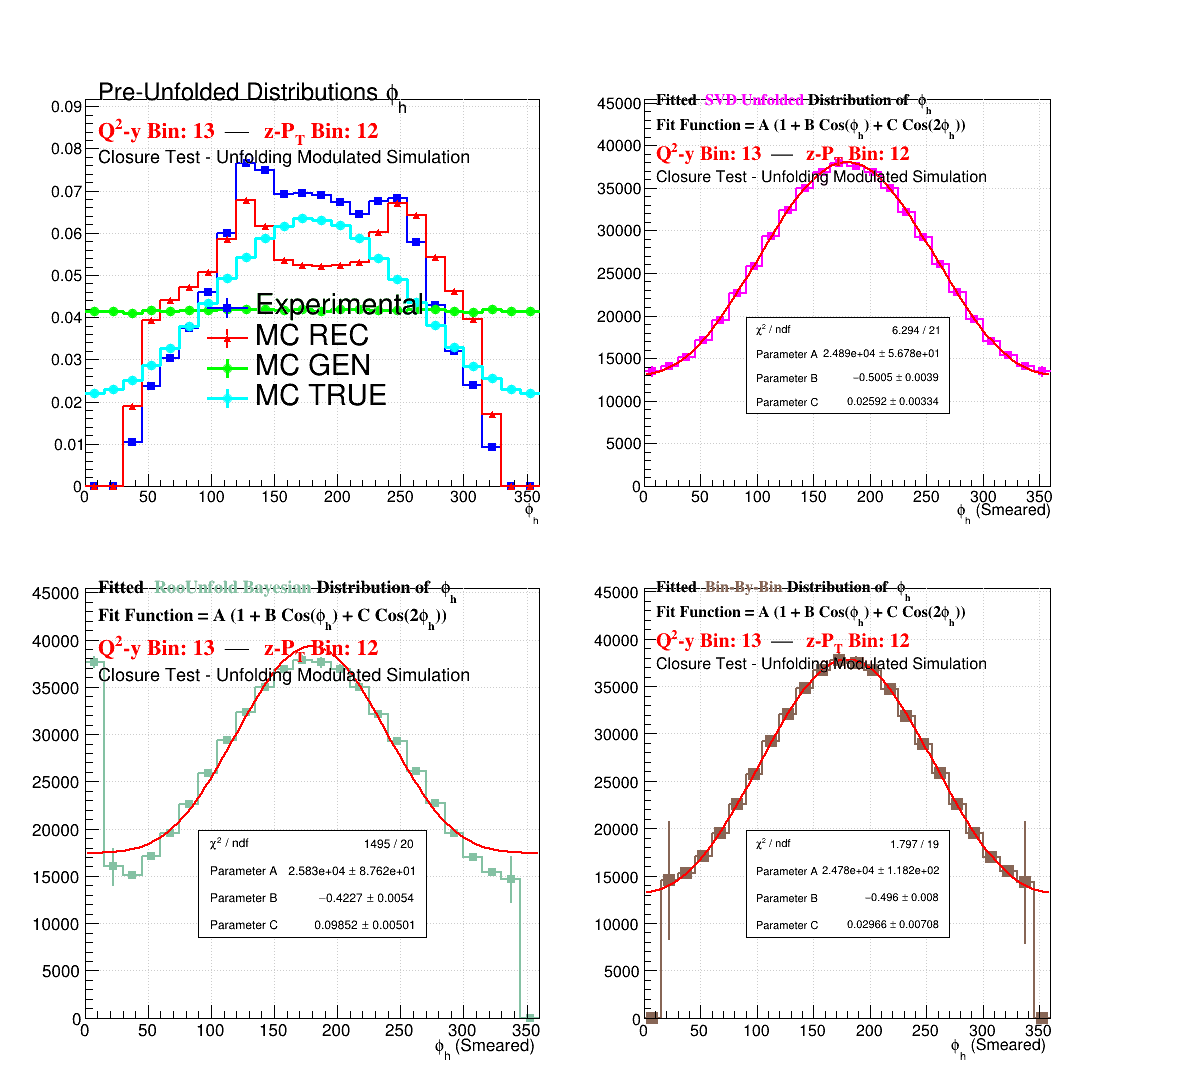 Pre-Unfolded Distributions ϕh
Q²-y Bin: 13 — z-PT Bin: 12
Closure Test - Unfolding Modulated Simulation
0.09
0.08
0.07
0.06
0.05
0.04
0.03
0.02
0.01
0
Experimental
MC REC
MC GEN
MC TRUE
0 50 100 150 200 250 300 350
ϕh
Fitted SVD Unfolded Distribution of ϕh
Fit Function = A (1 + B Cos(ϕh) + C Cos(2ϕh))
Q²-y Bin: 13 — z-PT Bin: 12
Closure Test - Unfolding Modulated Simulation
45000
40000
35000
30000
25000
20000
15000
10000
5000
0
χ² / ndf 6.294 / 21
Parameter A 2.489e+04 ± 5.678e+01
Parameter B −0.5005 ± 0.0039
Parameter C 0.02592 ± 0.00334
0 50 100 150 200 250 300 350
ϕh (Smeared)
Fitted RooUnfold Bayesian Distribution of ϕh
Fit Function = A (1 + B Cos(ϕh) + C Cos(2ϕh))
Q²-y Bin: 13 — z-PT Bin: 12
Closure Test - Unfolding Modulated Simulation
45000
40000
35000
30000
25000
20000
15000
10000
5000
0
χ² / ndf 1495 / 20
Parameter A 2.583e+04 ± 8.762e+01
Parameter B −0.4227 ± 0.0054
Parameter C 0.09852 ± 0.00501
0 50 100 150 200 250 300 350
ϕh (Smeared)
Fitted Bin-By-Bin Distribution of ϕh
Fit Function = A (1 + B Cos(ϕh) + C Cos(2ϕh))
Q²-y Bin: 13 — z-PT Bin: 12
Closure Test - Unfolding Modulated Simulation
45000
40000
35000
30000
25000
20000
15000
10000
5000
0
χ² / ndf 1.797 / 19
Parameter A 2.478e+04 ± 1.182e+02
Parameter B −0.496 ± 0.008
Parameter C 0.02966 ± 0.00708
0 50 100 150 200 250 300 350
ϕh (Smeared)